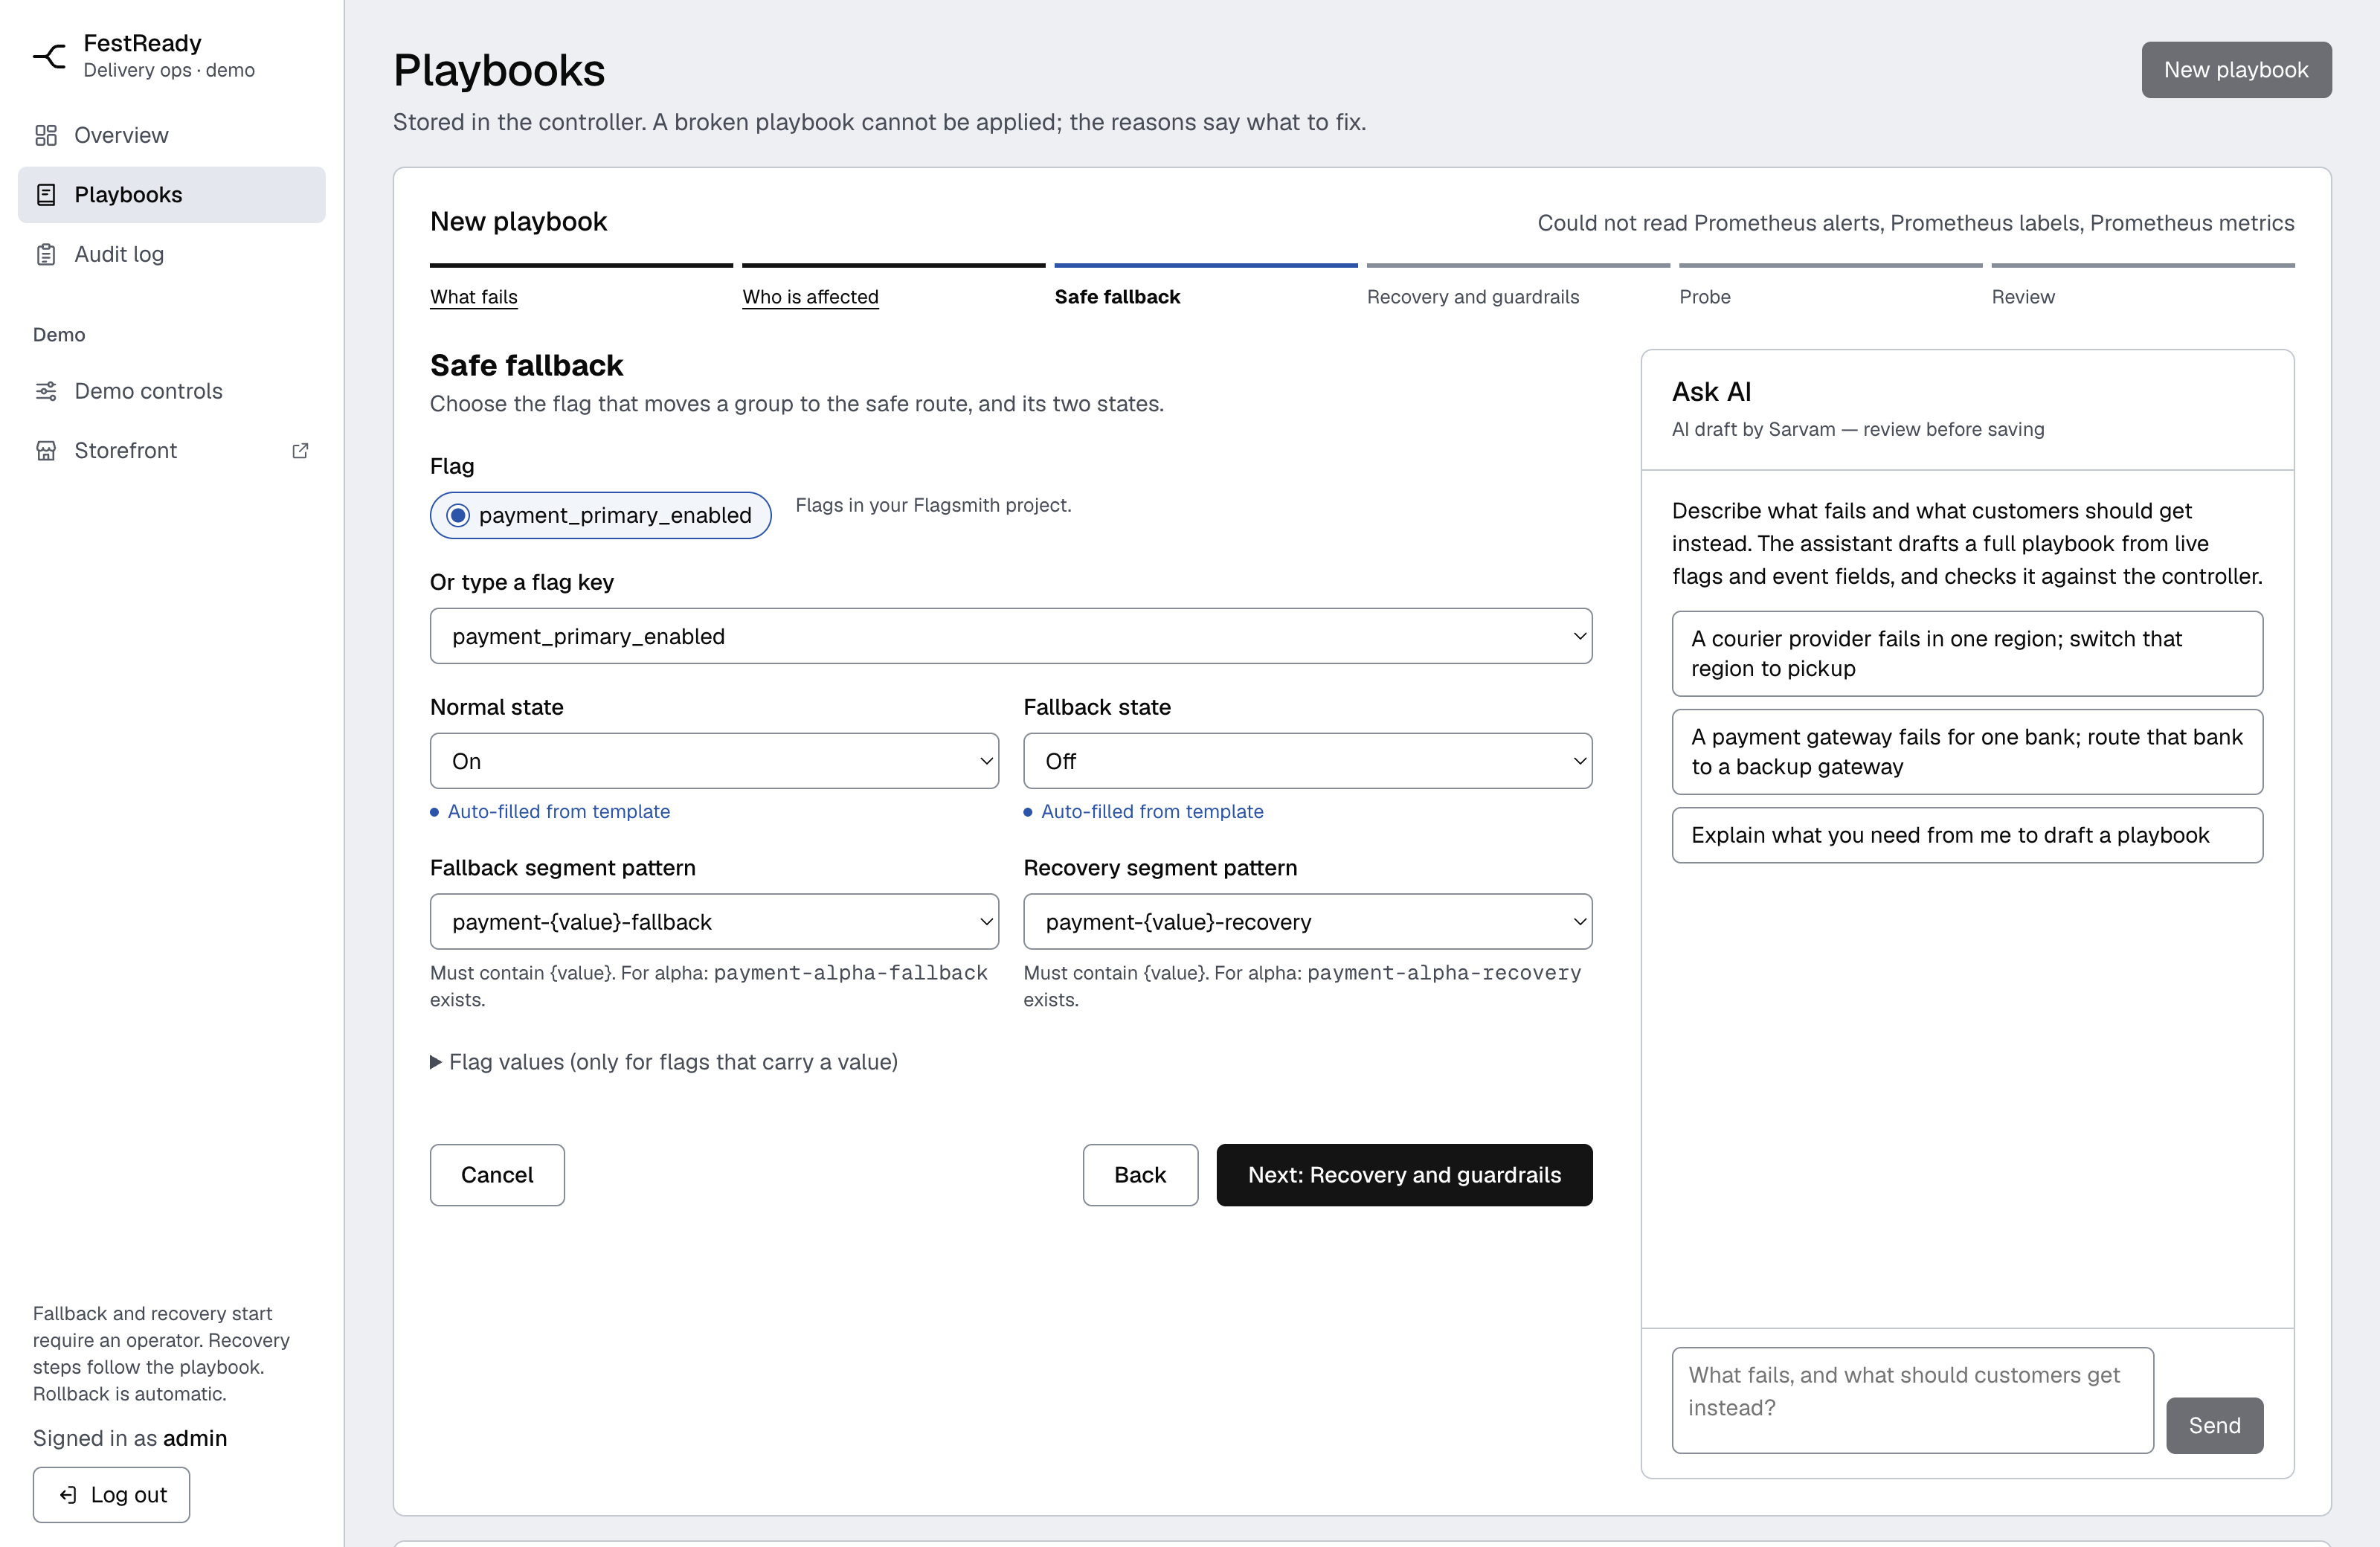 FestReady
Delivery ops · demo
Overview
Playbooks
Audit log
Demo
Demo controls
Storefront
Fallback and recovery start
require an operator. Recovery
steps follow the playbook.
Rollback is automatic.
Signed in as admin
Log out
Playbooks
New playbook
Stored in the controller. A broken playbook cannot be applied; the reasons say what to fix.
New playbook
Could not read Prometheus alerts, Prometheus labels, Prometheus metrics
What fails
Who is affected
Safe fallback
Recovery and guardrails
Probe
Review
Safe fallback
Choose the flag that moves a group to the safe route, and its two states.
Flag
payment_primary_enabled
Flags in your Flagsmith project.
Or type a flag key
payment_primary_enabled
Normal state
Fallback state
On
Off
Auto-filled from template
Auto-filled from template
Fallback segment pattern
Recovery segment pattern
payment-{value}-fallback
payment-{value}-recovery
Must contain {value}. For alpha: payment-alpha-fallback
exists.
Must contain {value}. For alpha: payment-alpha-recovery
exists.
Flag values (only for flags that carry a value)
Cancel
Back
Next: Recovery and guardrails
Ask AI
AI draft by Sarvam — review before saving
Describe what fails and what customers should get
instead. The assistant drafts a full playbook from live
flags and event fields, and checks it against the controller.
A courier provider fails in one region; switch that
region to pickup
A payment gateway fails for one bank; route that bank
to a backup gateway
Explain what you need from me to draft a playbook
What fails, and what should customers get
instead?
Send